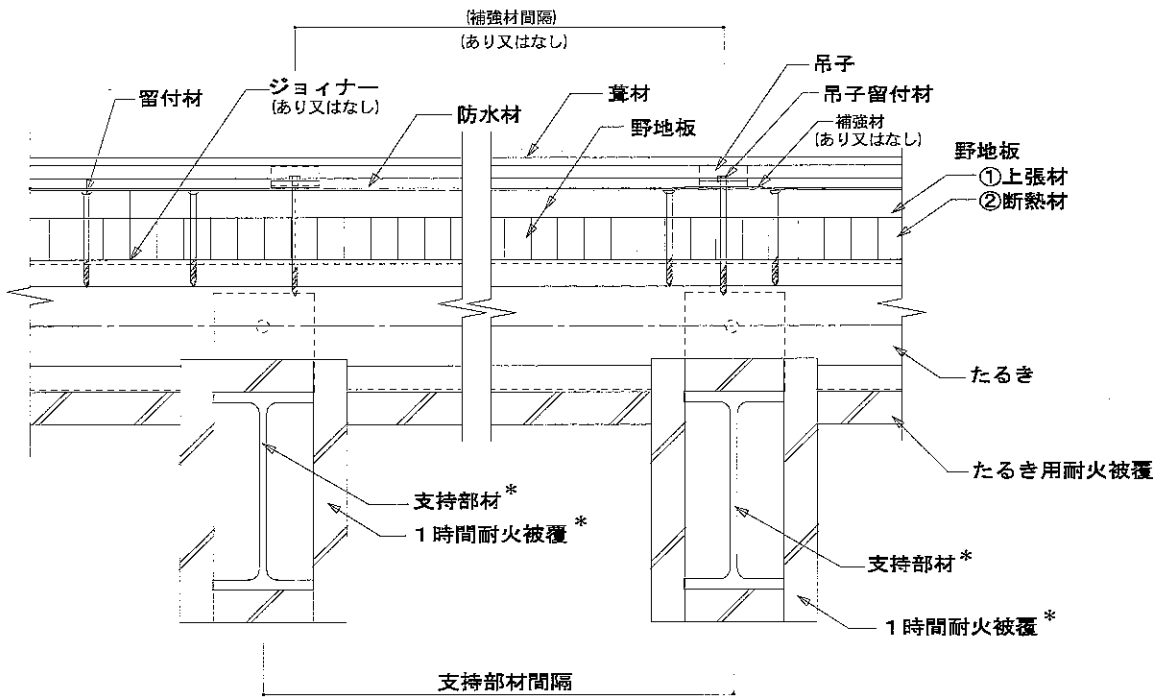 (補強材間隔)
(あり又はなし)
留付材
ジョイナー
(あり又はなし)
防水材
葺材
野地板
吊子
吊子留付材
補強材
(あり又はなし)
野地板
①上張材
②断熱材
たるき
たるき用耐火被覆
支持部材*
1時間耐火被覆*
支持部材*
1時間耐火被覆*
支持部材間隔